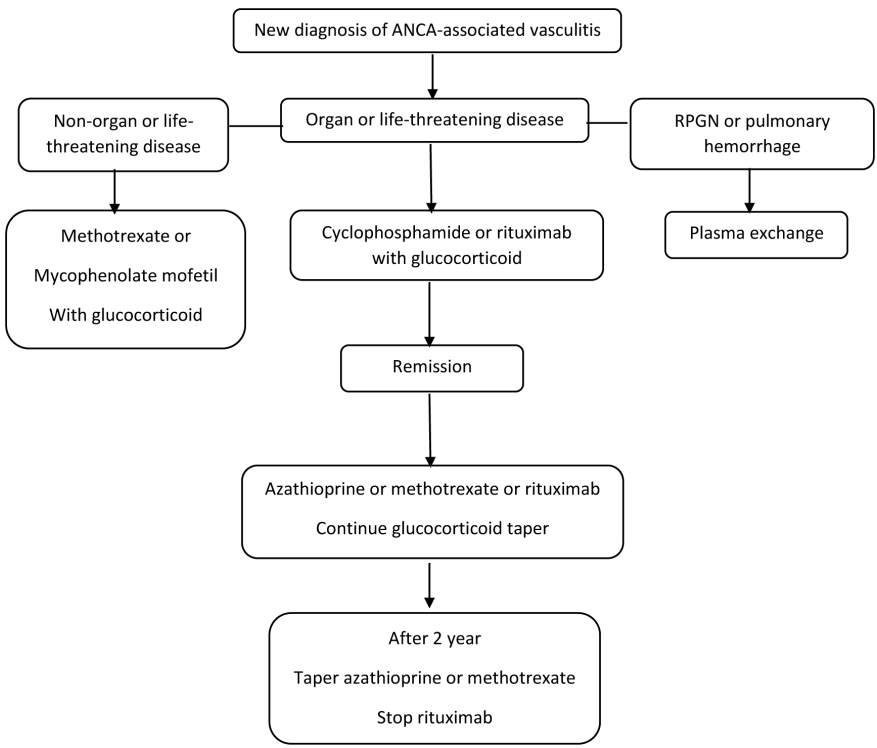 New diagnosis of ANCA-associated vasculitis
Non-organ or life-
threatening disease
Organ or life-threatening disease
RPGN or pulmonary
hemorrhage
Methotrexate or
Mycophenolate mofetil
With glucocorticoid
Cyclophosphamide or rituximab
with glucocorticoid
Plasma exchange
Remission
Azathioprine or methotrexate or rituximab
Continue glucocorticoid taper
After 2 year
Taper azathioprine or methotrexate
Stop rituximab